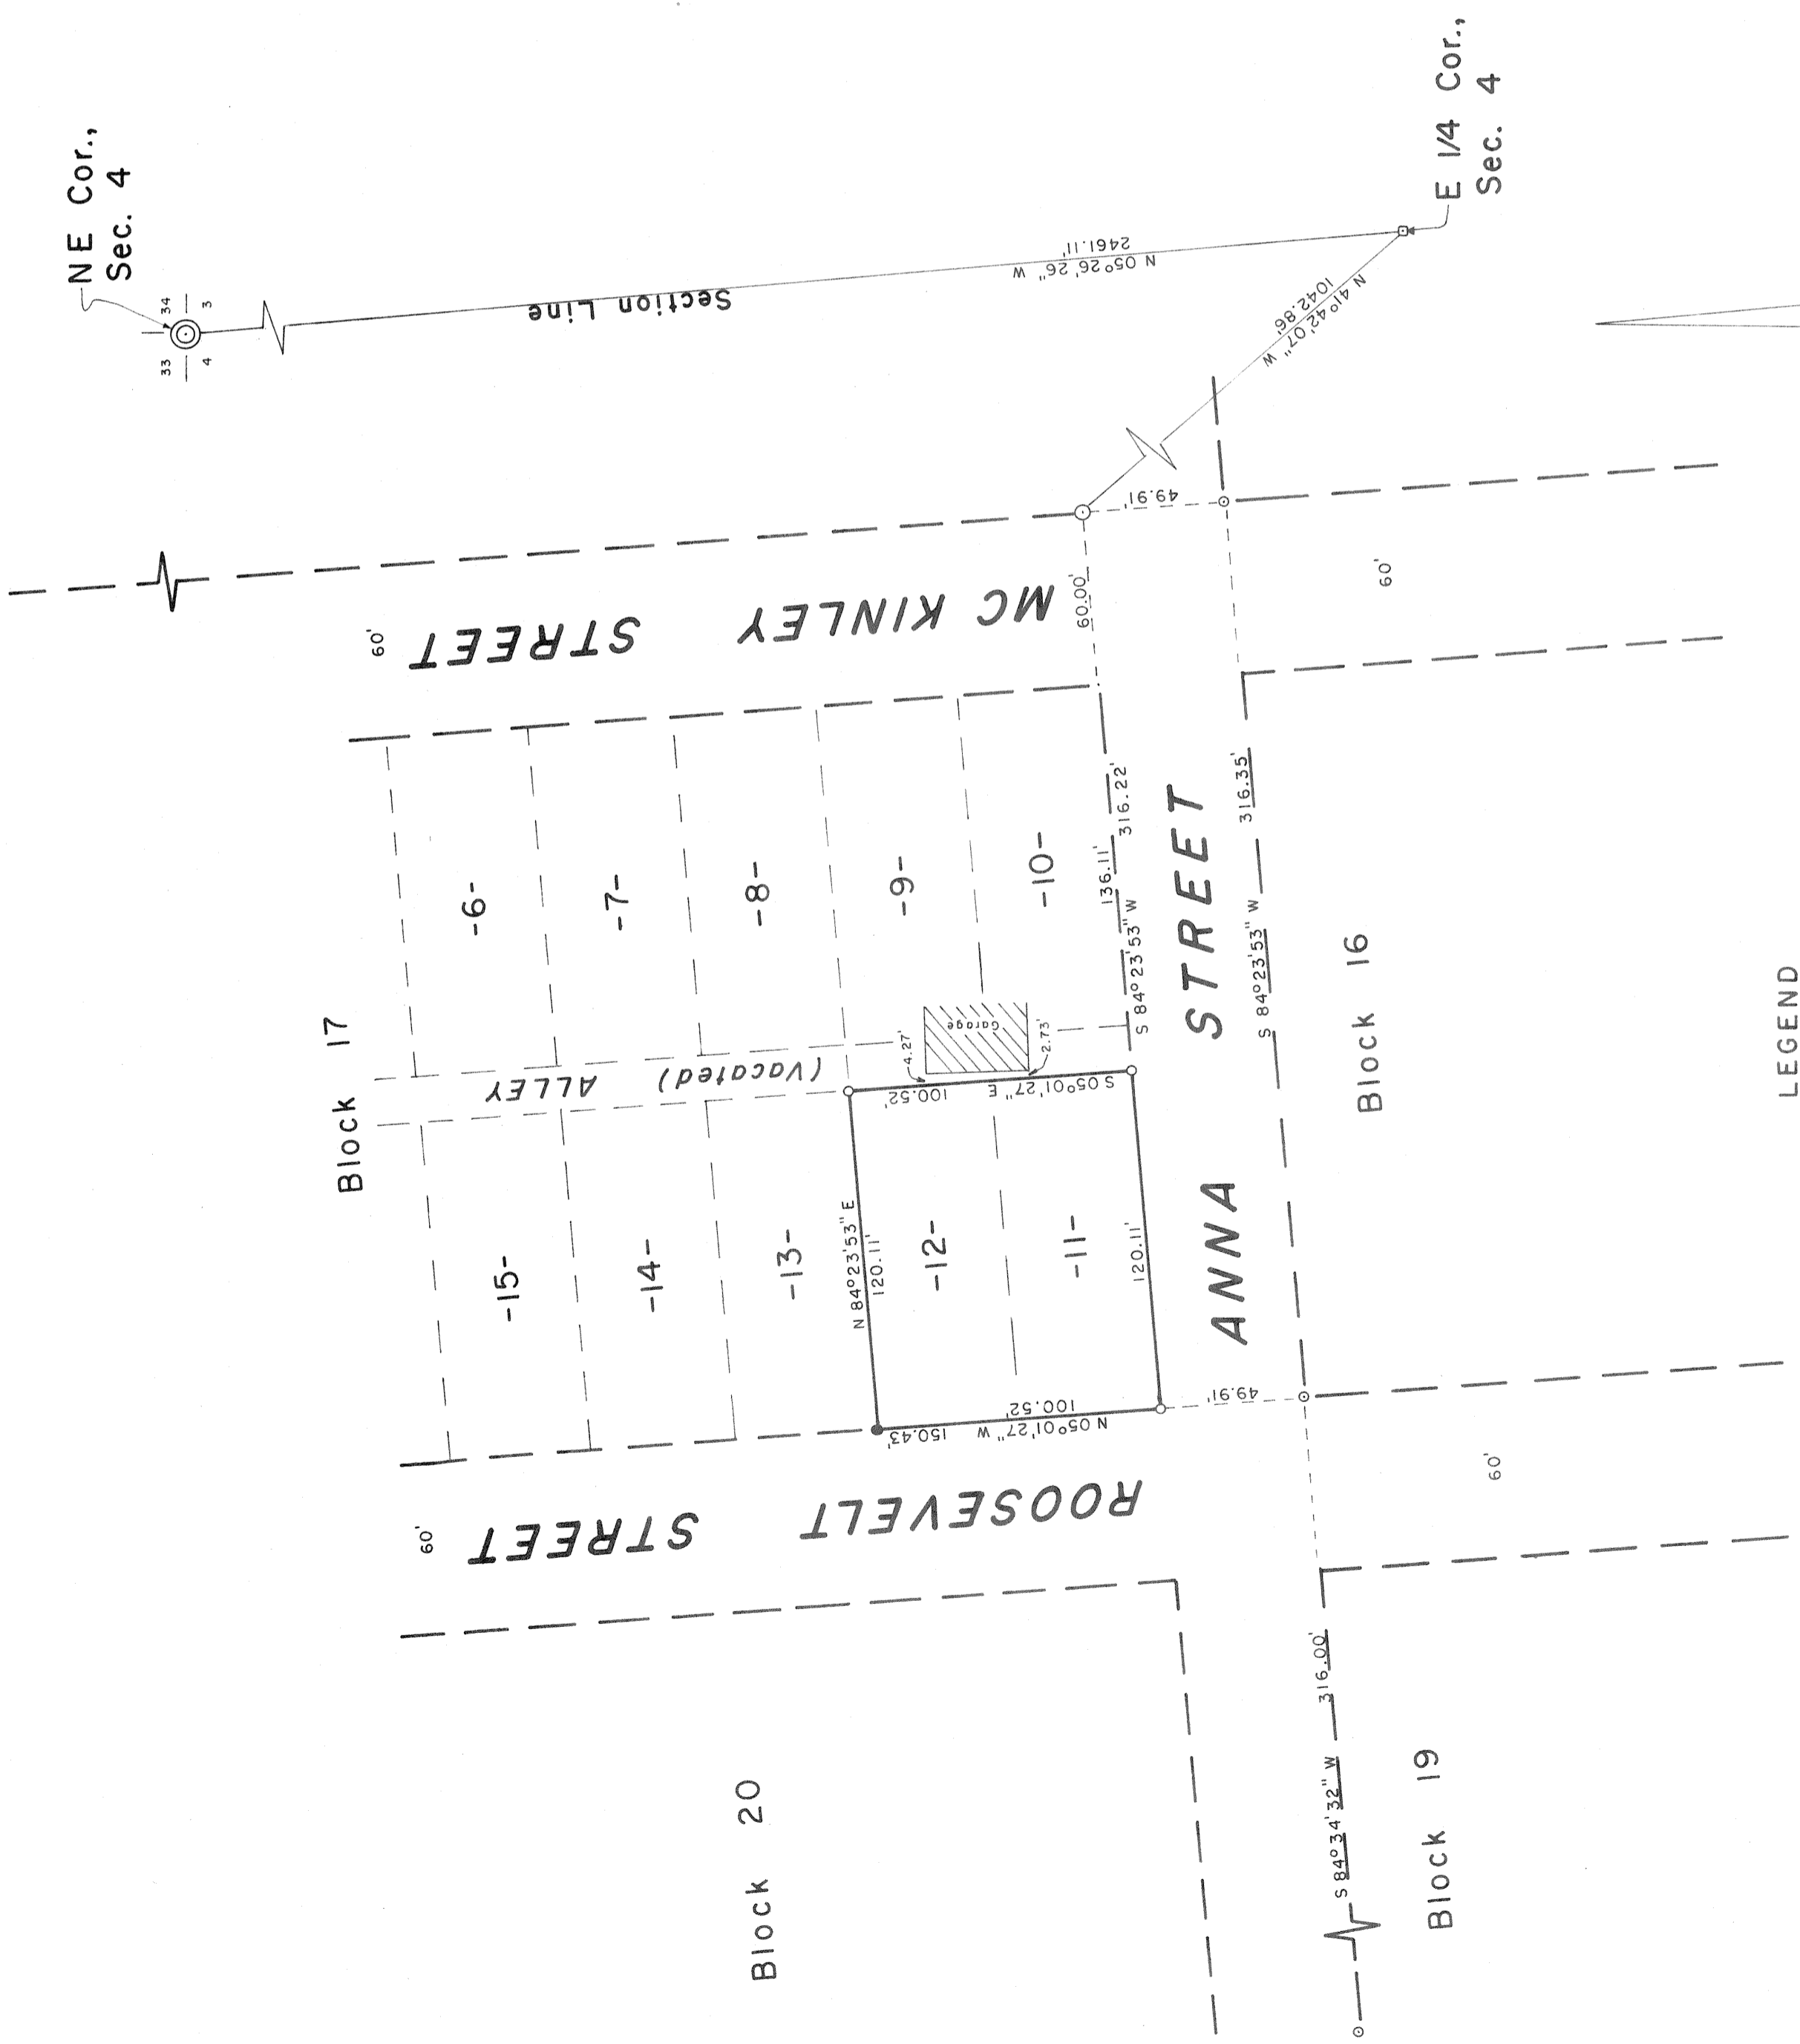 NE Cor.,
Sec. 4
33
34
4
3
Section Line
N 05°26'26" W
2461.11'
E 1/4 Cor.,
Sec. 4
N 41°42'07" W
1042.86'
49.91'
60.00'
60'
MC KINLEY STREET
60'
Block 17
-6-
-7-
-8-
-9-
-10-
ALLEY (Vacated)
Garage
4.27'
2.73'
S 05°01'27" E
100.52'
136.11'
S 84°23'53" W 316.22'
-15-
-14-
-13-
-12-
-11-
N 84°23'53" E
120.11'
120.11'
100.52'
N 05°01'27" W 150.43'
49.91'
ANNA STREET
S 84°23'53" W 316.35'
Block 16
60'
ROOSEVELT STREET
60'
Block 20
S 84°34'32" W 316.00'
Block 19
LEGEND